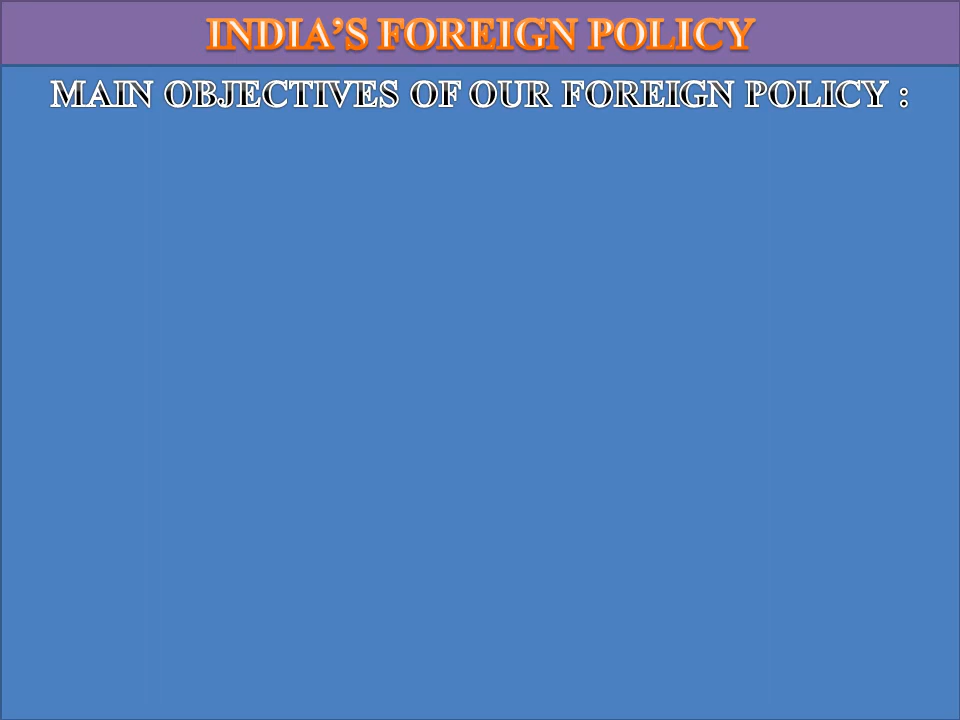 INDIA’S FOREIGN POLICY
MAIN OBJECTIVES OF OUR FOREIGN POLICY :